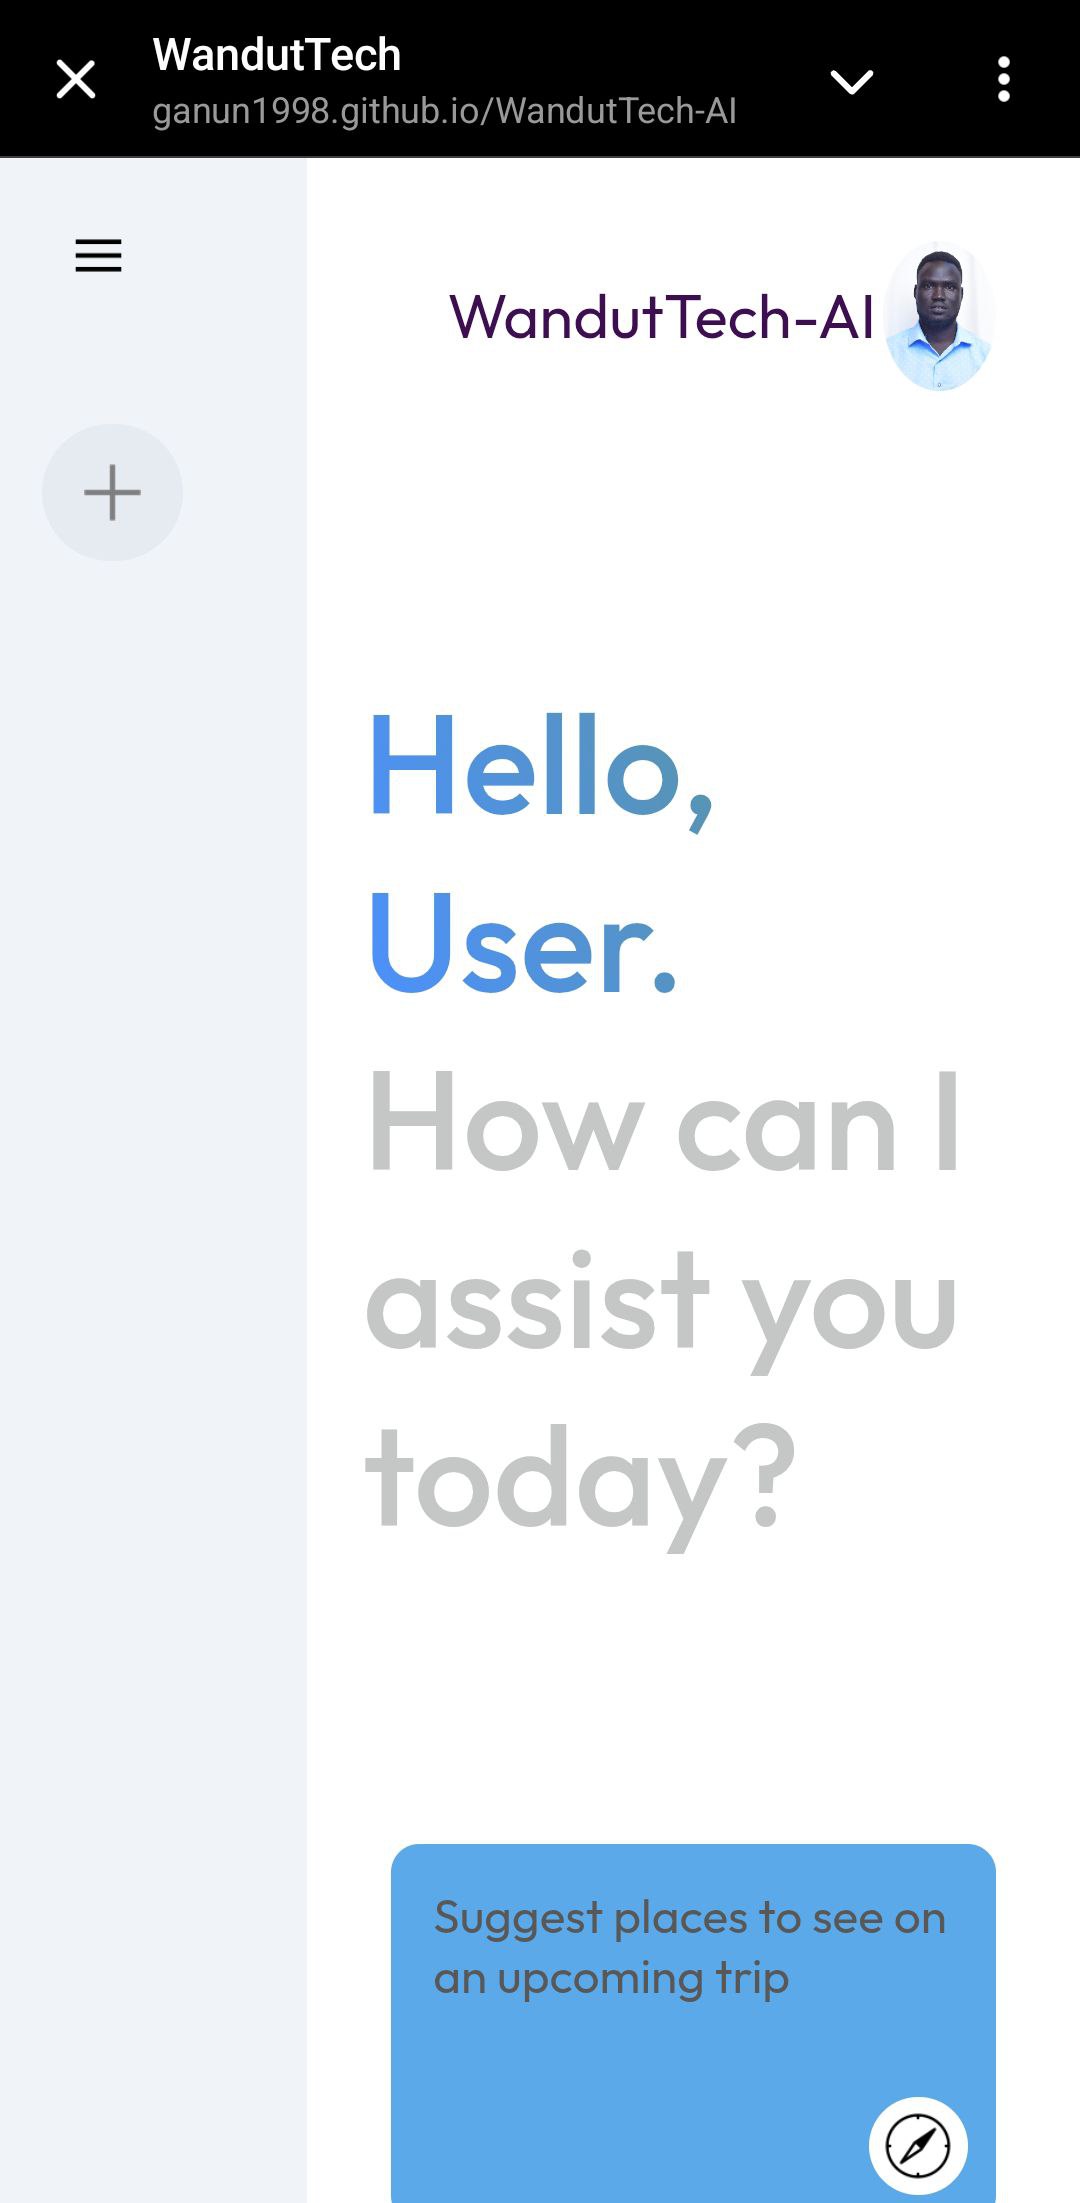 WandutTech
ganun1998.github.io/WandutTech-AI
WandutTech-AI
Hello,
User.
How can I
assist you
today?
Suggest places to see on
an upcoming trip